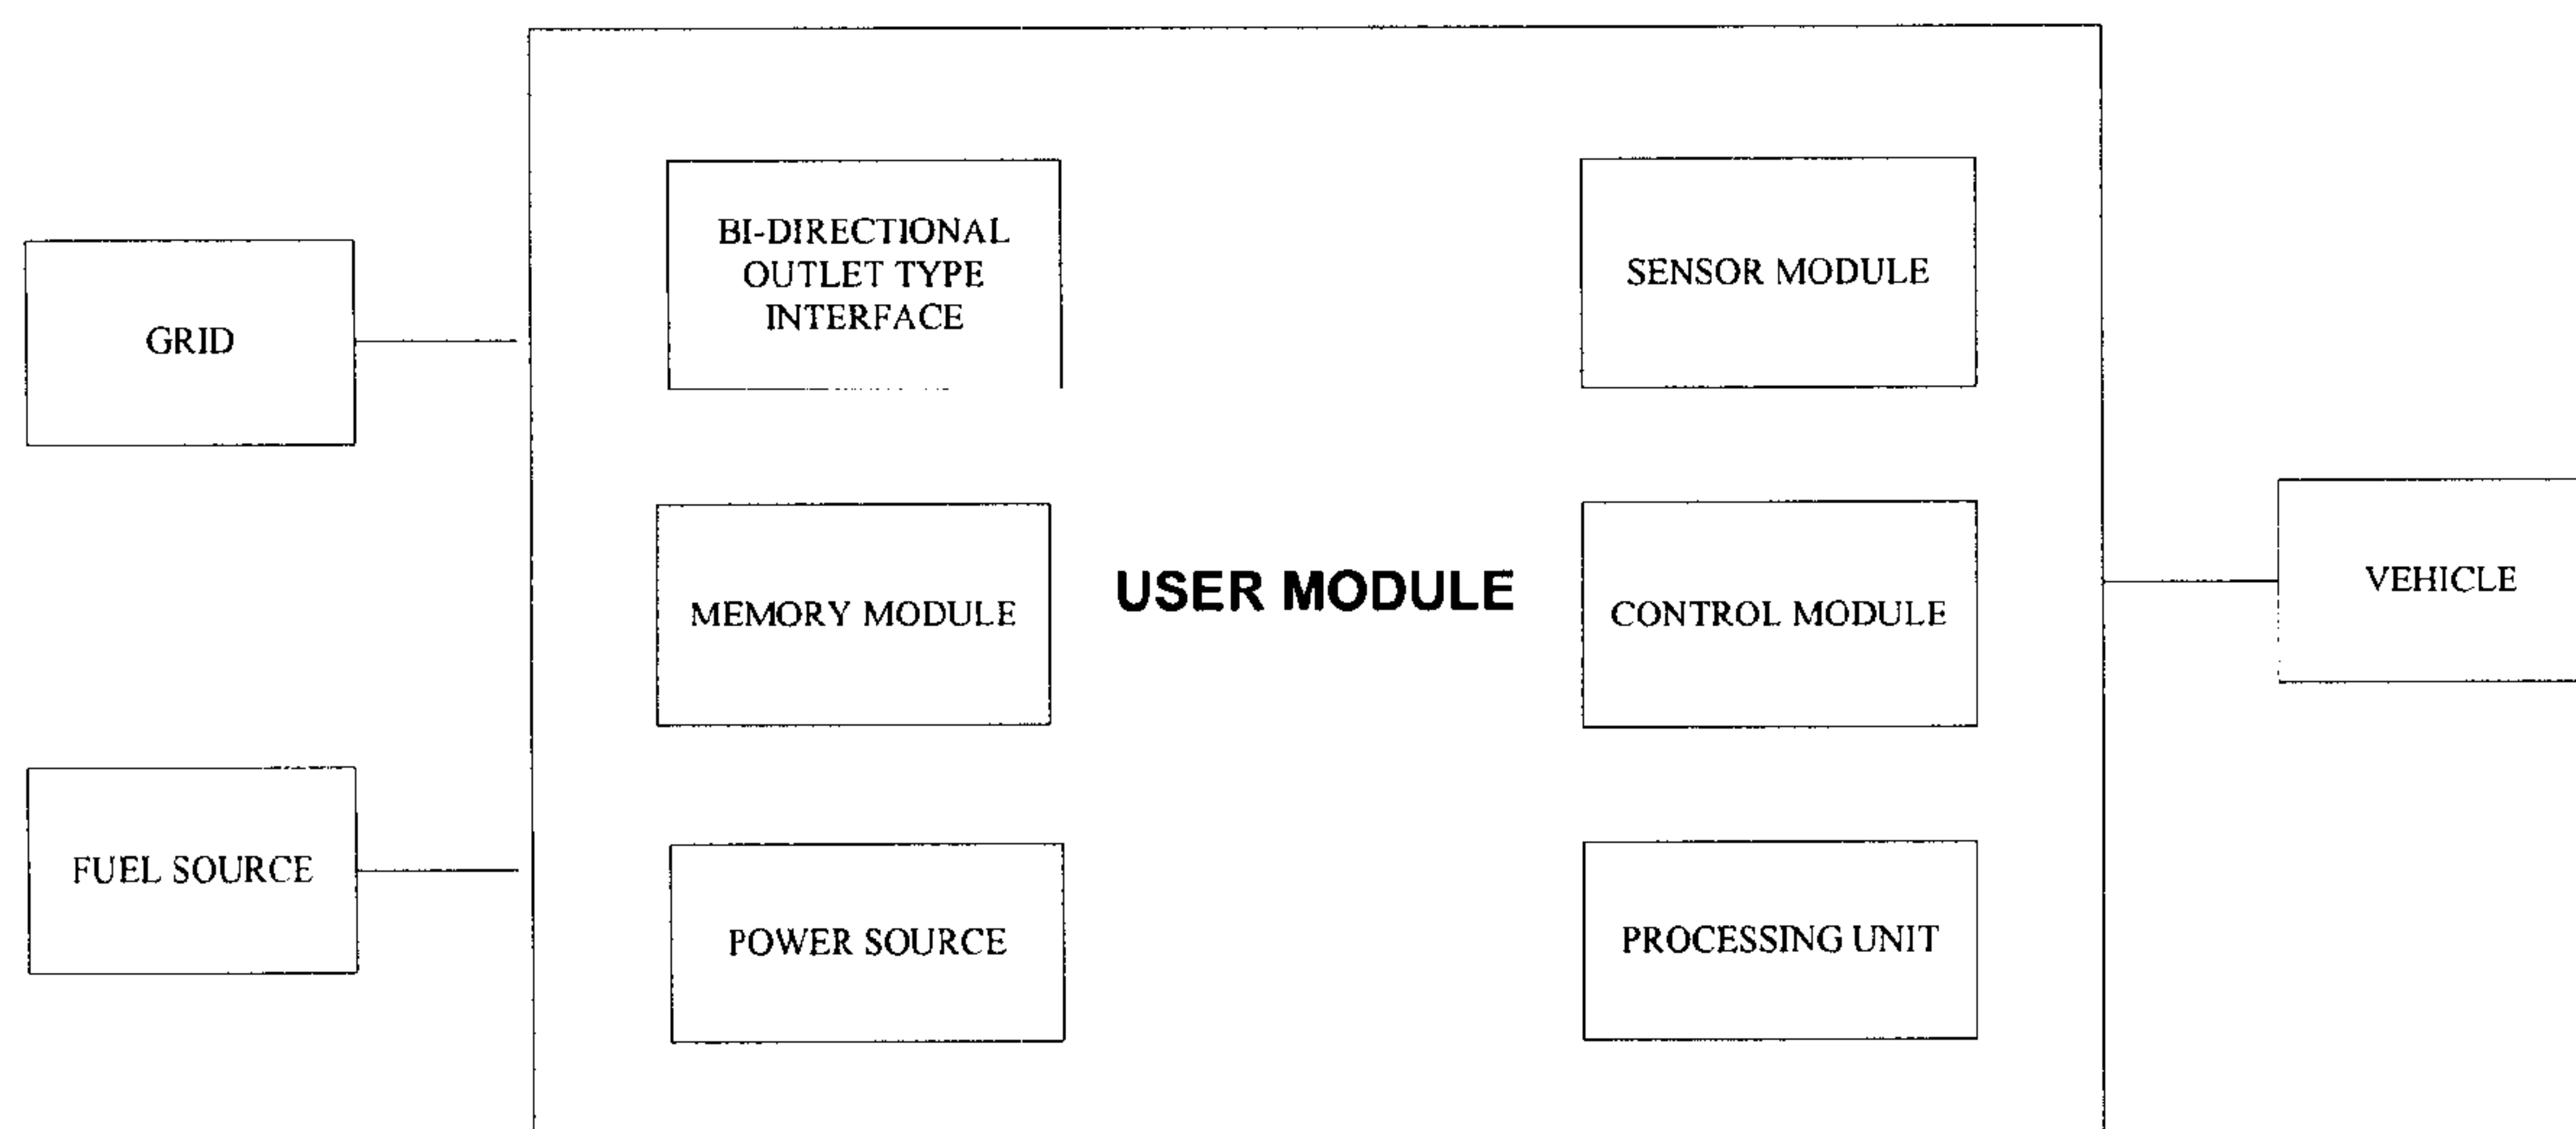 GRID
FUEL SOURCE
BI-DIRECTIONAL
OUTLET TYPE
INTERFACE
MEMORY MODULE
POWER SOURCE
USER MODULE
SENSOR MODULE
CONTROL MODULE
PROCESSING UNIT
VEHICLE